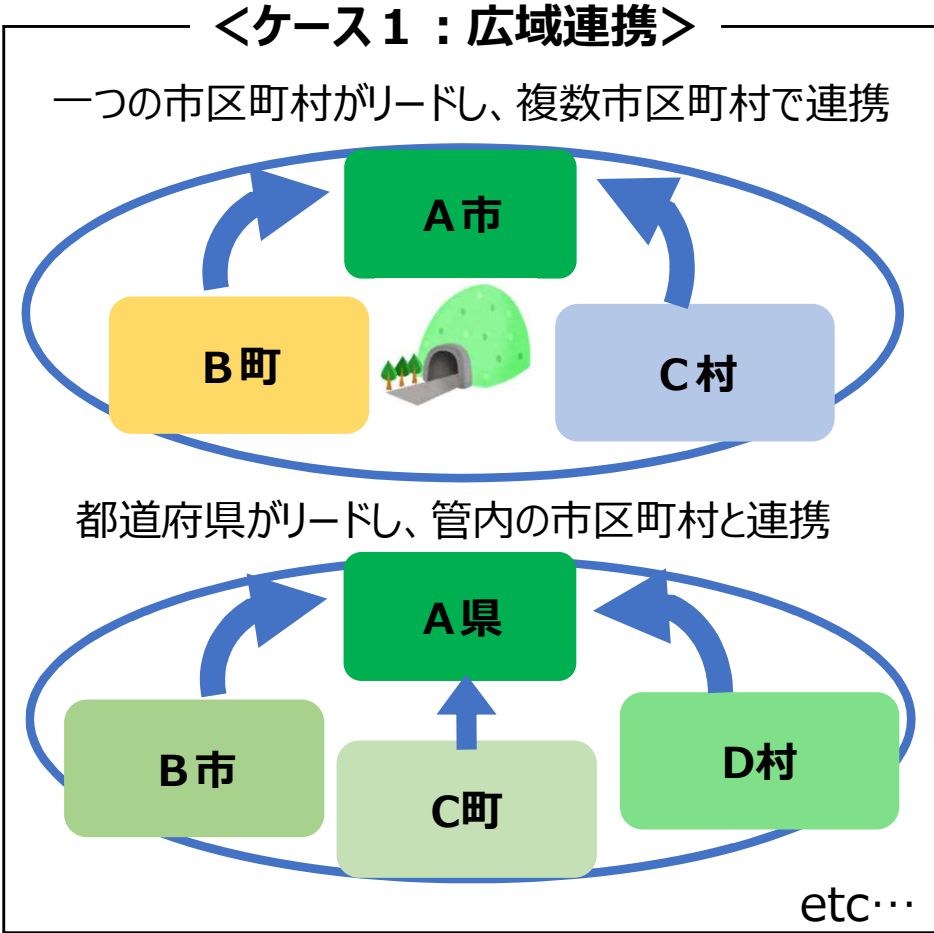 ＜ケース１：広域連携＞
一つの市区町村がリードし、複数市区町村で連携
Ａ市
Ｂ町
Ｃ村
都道府県がリードし、管内の市区町村と連携
Ａ県
Ｂ市
C町
D村
etc…